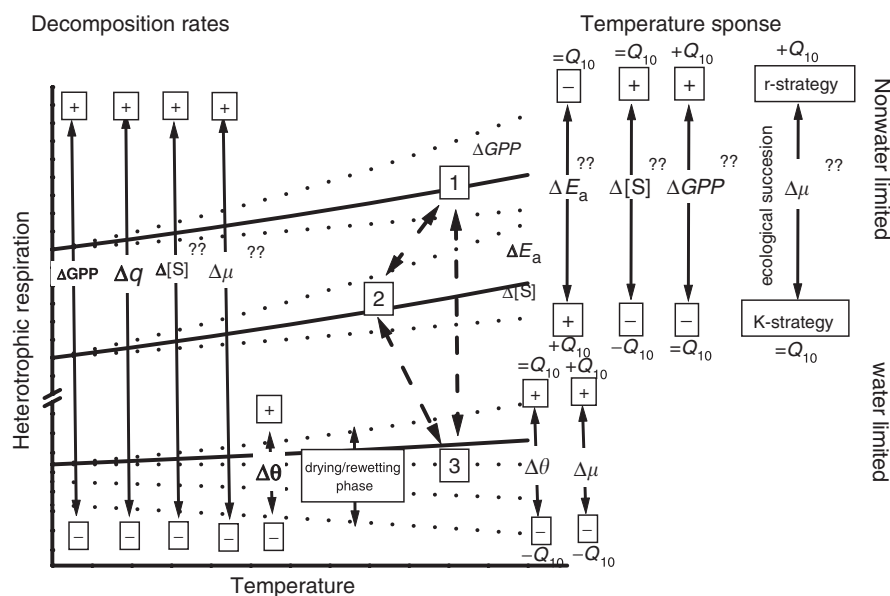 Decomposition rates
Temperature sponse
=Q10 =Q10 +Q10 +Q10
+ + + +
− + + r-strategy
ΔGPP
1
?? ?? ?? ??
ΔEa Δ[S] ΔGPP Δμ
ecological succesion
Nonwater limited
ΔGPP Δq Δ[S] ?? Δμ ??
ΔEa
Δ[S]
2
+ − − K-strategy
+Q10 −Q10 =Q10 =Q10
Heterotrophic respiration
water limited
=Q10 +Q10
+ + +
Δθ
drying/rewetting
phase
3
Δθ Δμ
− − − − − − −
−Q10 −Q10
Temperature